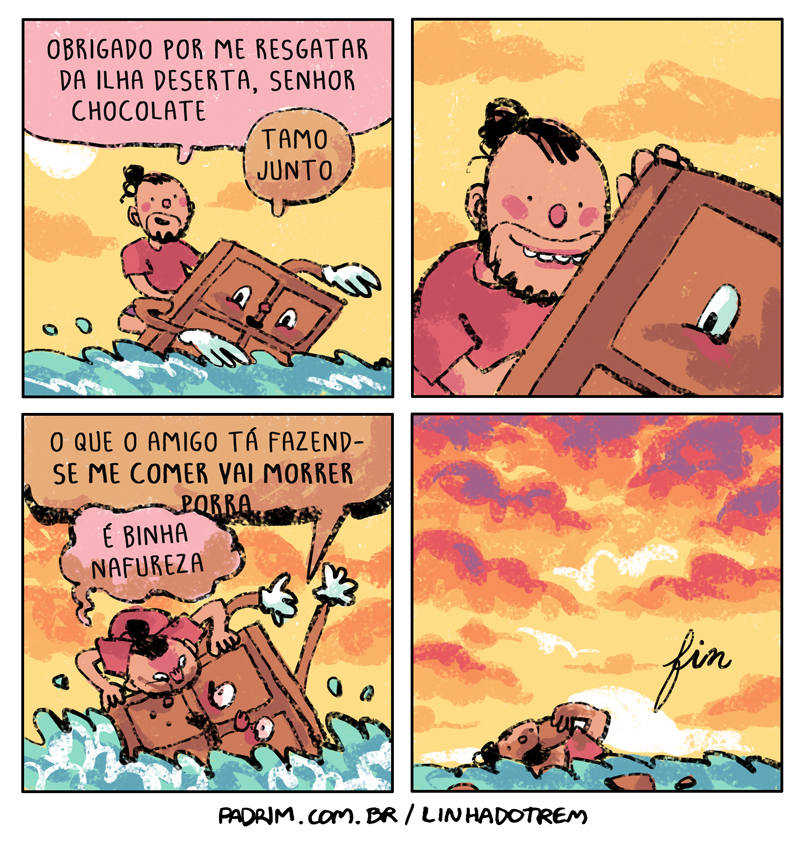 OBRIGADO POR ME RESGATAR
DA ILHA DESERTA, SENHOR
CHOCOLATE
TAMO
JUNTO
O QUE O AMIGO TÁ FAZEND-
SE ME COMER VAI MORRER
PORRA
É BINHA
NAFUREZA
fim
PADRIM.COM.BR / LINHADOTREM